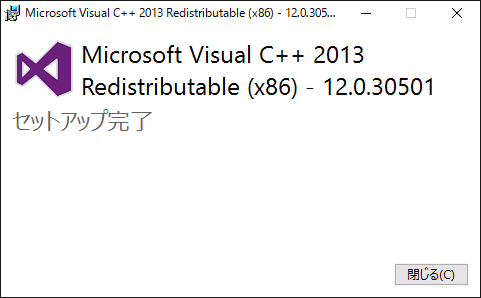 Microsoft Visual C++ 2013 Redistributable (x86) - 12.0.305...
Microsoft Visual C++ 2013
Redistributable (x86) - 12.0.30501
セットアップ完了
閉じる(C)